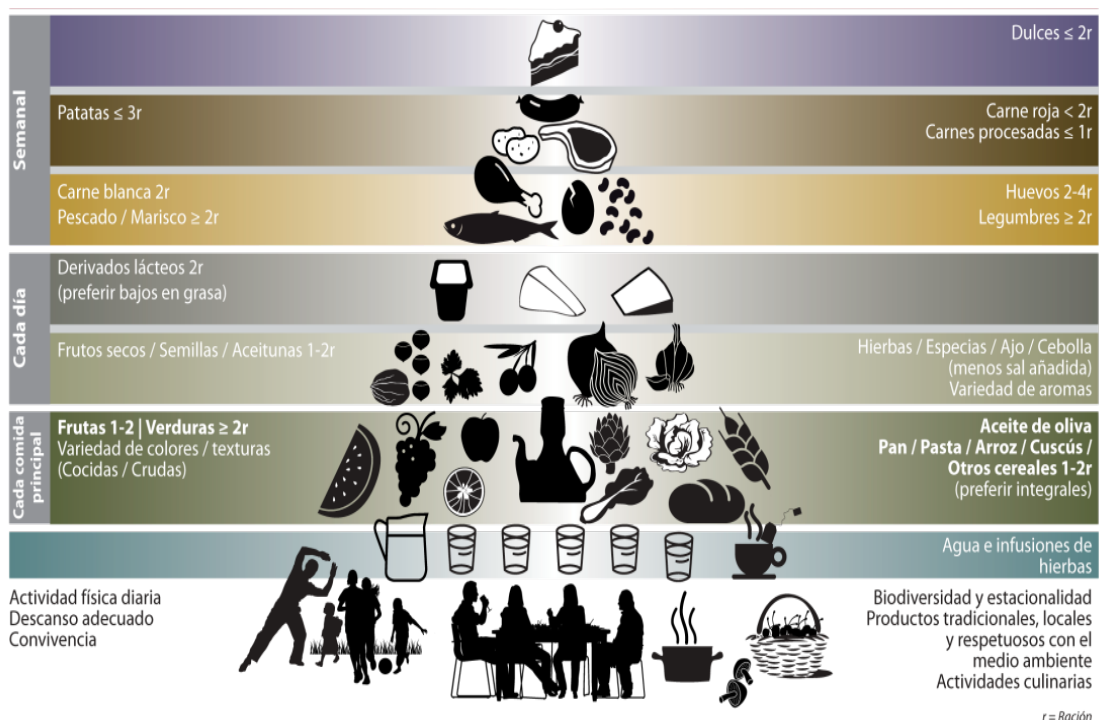 Semanal
Dulces ≤ 2r
Patatas ≤ 3r
Carne roja < 2r
Carnes procesadas ≤ 1r
Carne blanca 2r
Pescado / Marisco ≥ 2r
Huevos 2-4r
Legumbres ≥ 2r
Cada día
Derivados lácteos 2r
(preferir bajos en grasa)
Frutos secos / Semillas / Aceitunas 1-2r
Hierbas / Especias / Ajo / Cebolla
(menos sal añadida)
Variedad de aromas
Cada comida
principal
Frutas 1-2 | Verduras ≥ 2r
Variedad de colores / texturas
(Cocidas / Crudas)
Aceite de oliva
Pan / Pasta / Arroz / Cuscús /
Otros cereales 1-2r
(preferir integrales)
Agua e infusiones de
hierbas
Actividad física diaria
Descanso adecuado
Convivencia
Biodiversidad y estacionalidad
Productos tradicionales, locales
y respetuosos con el
medio ambiente
Actividades culinarias
r = Ración